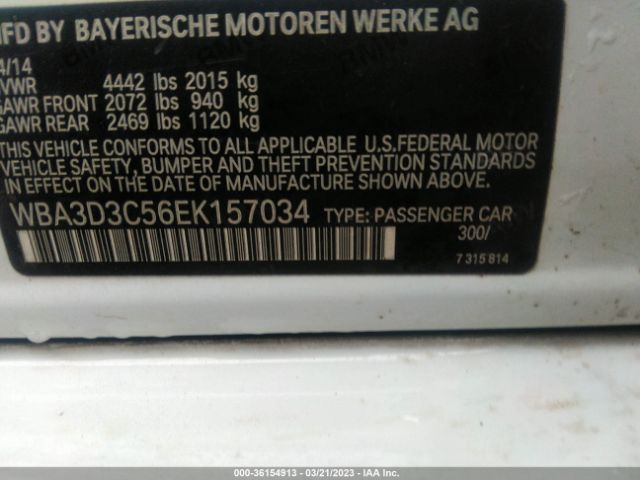 MFD BY BAYERISCHE MOTOREN WERKE AG
4/14
VWR 4442 lbs 2015 kg
GAWR FRONT 2072 lbs 940 kg
GAWR REAR 2469 lbs 1120 kg
THIS VEHICLE CONFORMS TO ALL APPLICABLE U.S.FEDERAL MOTOR
VEHICLE SAFETY, BUMPER AND THEFT PREVENTION STANDARDS
IN EFFECT ON THE DATE OF MANUFACTURE SHOWN ABOVE.
WBA3D3C56EK157034 TYPE: PASSENGER CAR
300/
7 315 814
000-36154913 - 03/21/2023 - IAA Inc.